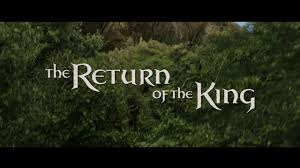 The Return
of the King